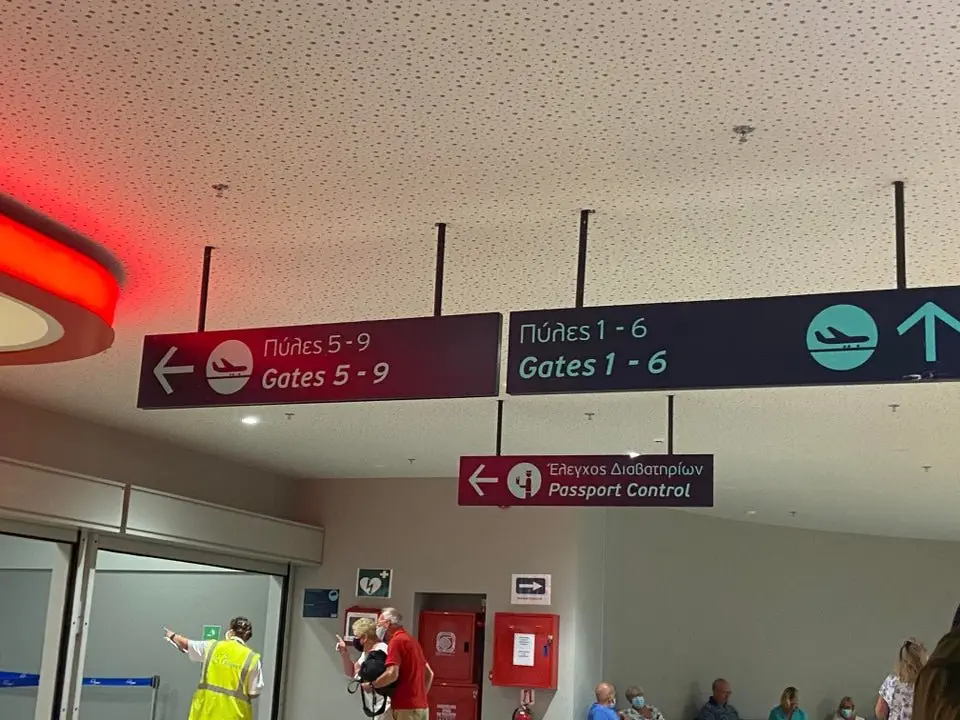 Πύλες 5-9
Gates 5 - 9
Πύλες 1 - 6
Gates 1 - 6
Έλεγχος Διαβατηρίων
Passport Control